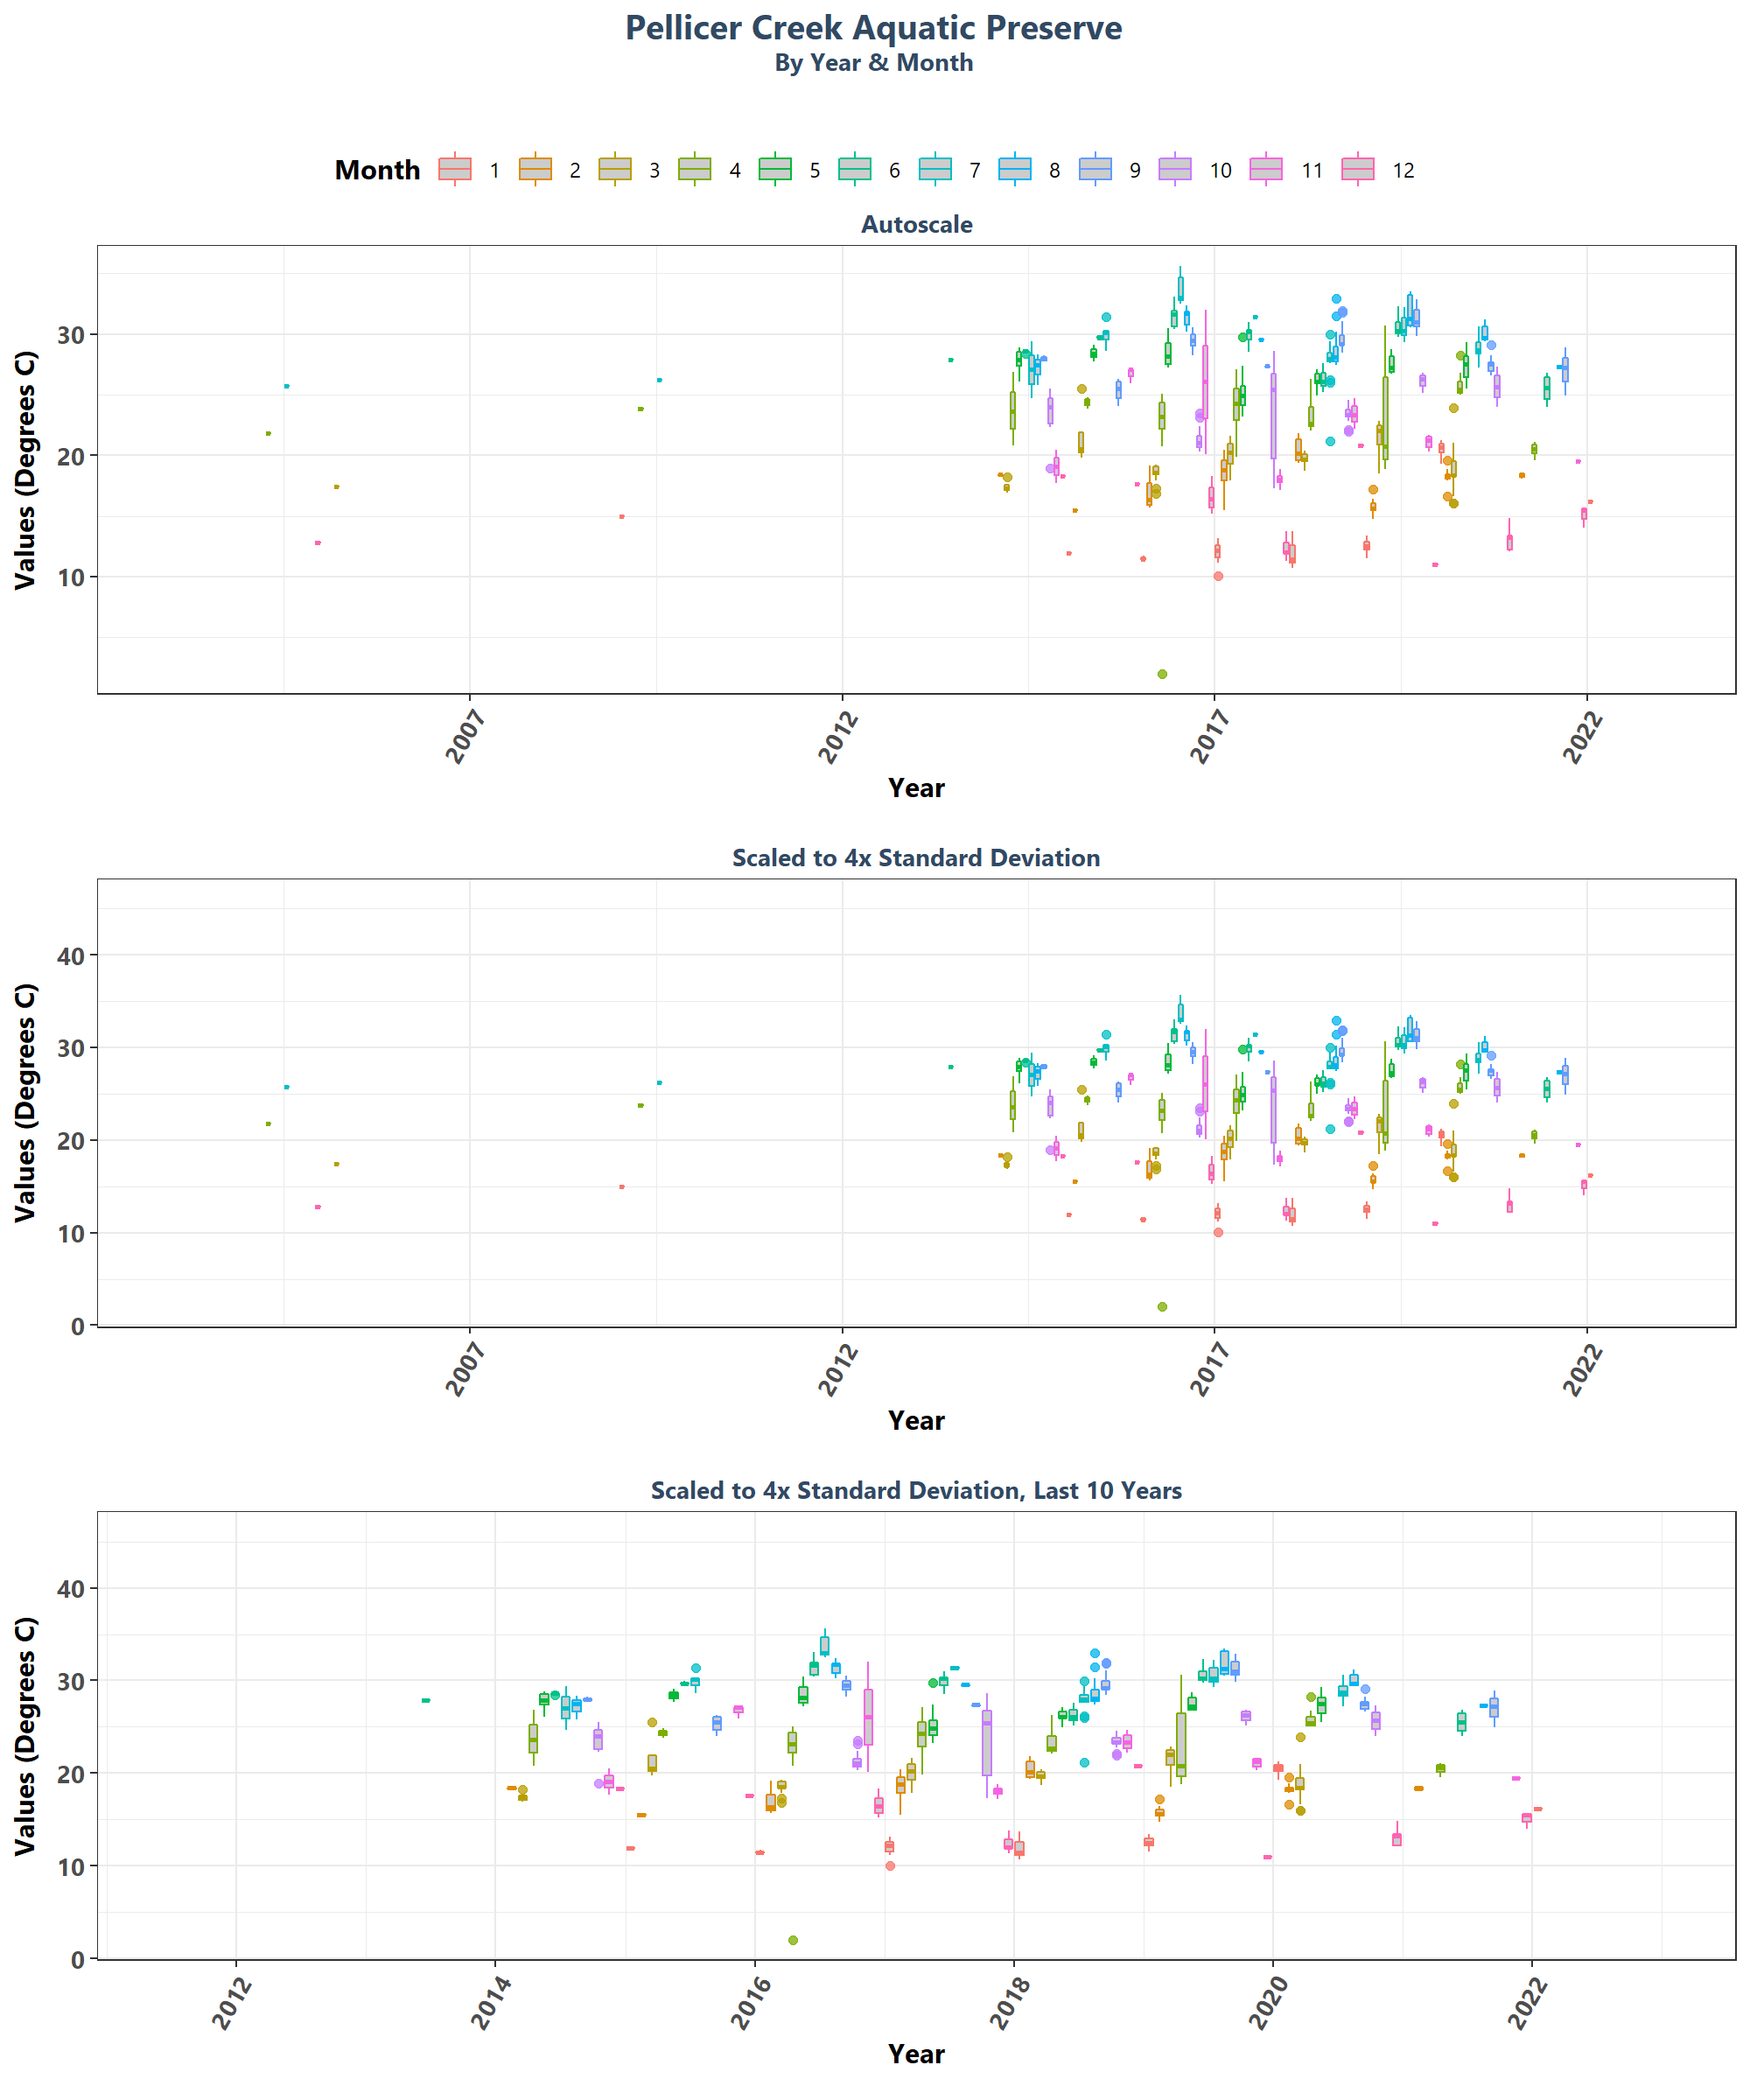 Pellicer Creek Aquatic Preserve
By Year & Month
Month 1 2 3 4 5 6 7 8 9 10 11 12
Autoscale
Values (Degrees C)
30
20
10
2007 2012 2017 2022
Year
Scaled to 4x Standard Deviation
Values (Degrees C)
40
30
20
10
0
2007 2012 2017 2022
Year
Scaled to 4x Standard Deviation, Last 10 Years
Values (Degrees C)
40
30
20
10
0
2012 2014 2016 2018 2020 2022
Year